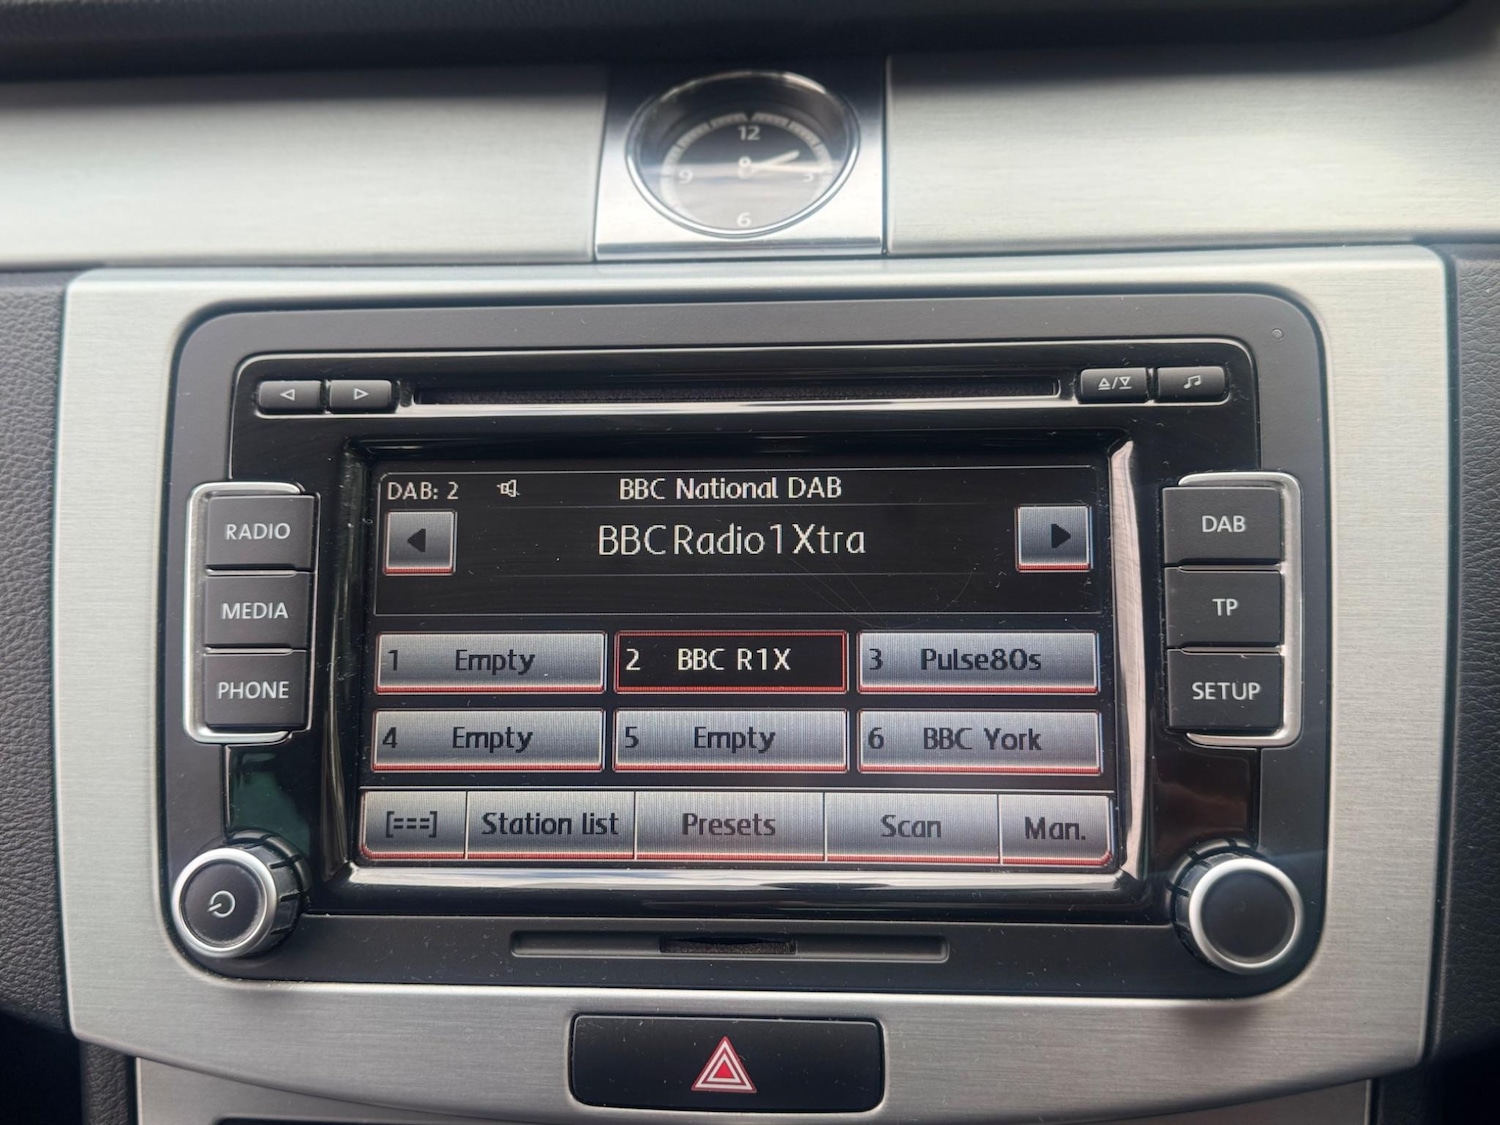 12
9
3
6
DAB: 2
BBC National DAB
BBC Radio 1 Xtra
RADIO
MEDIA
PHONE
DAB
TP
SETUP
1 Empty
2 BBC R1X
3 Pulse80s
4 Empty
5 Empty
6 BBC York
[===]
Station list
Presets
Scan
Man.